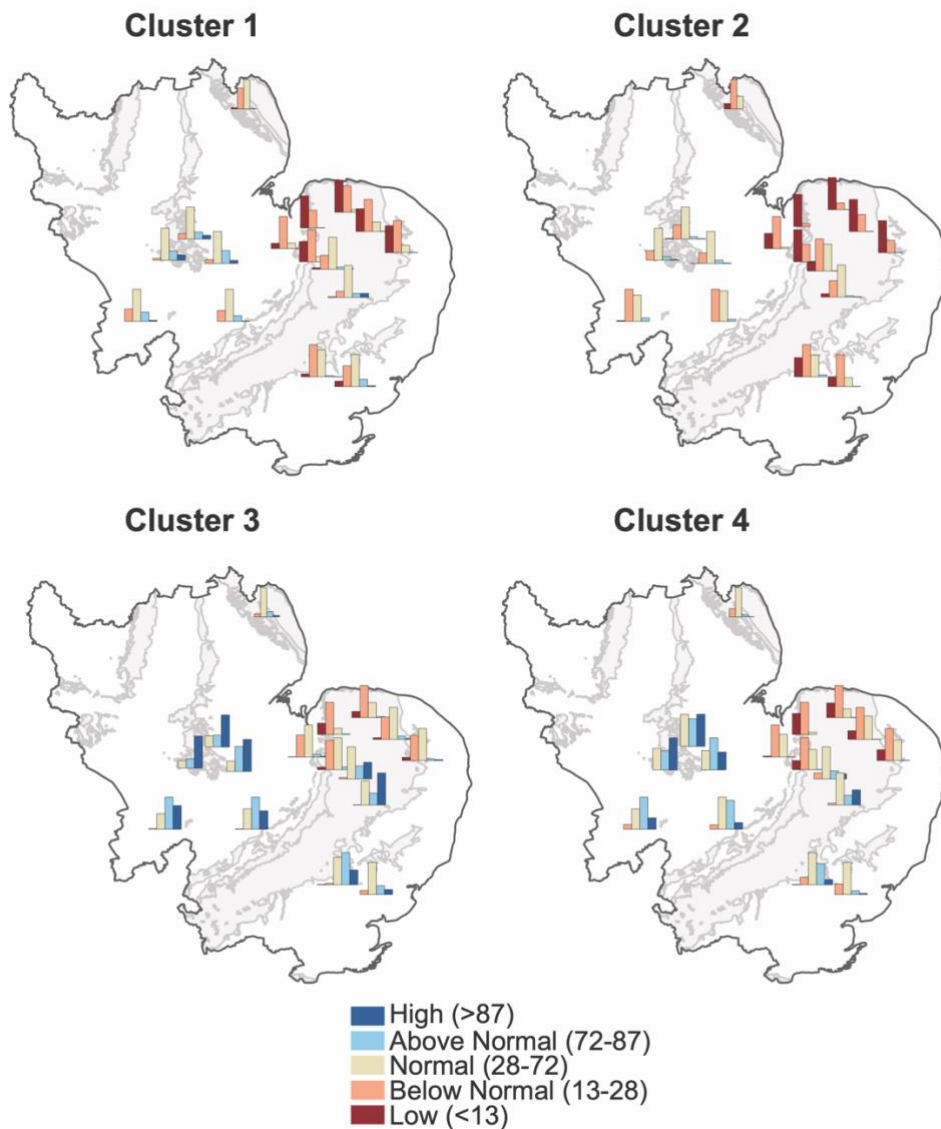 Cluster 1
Cluster 2
Cluster 3
Cluster 4
High (>87)
Above Normal (72-87)
Normal (28-72)
Below Normal (13-28)
Low (<13)